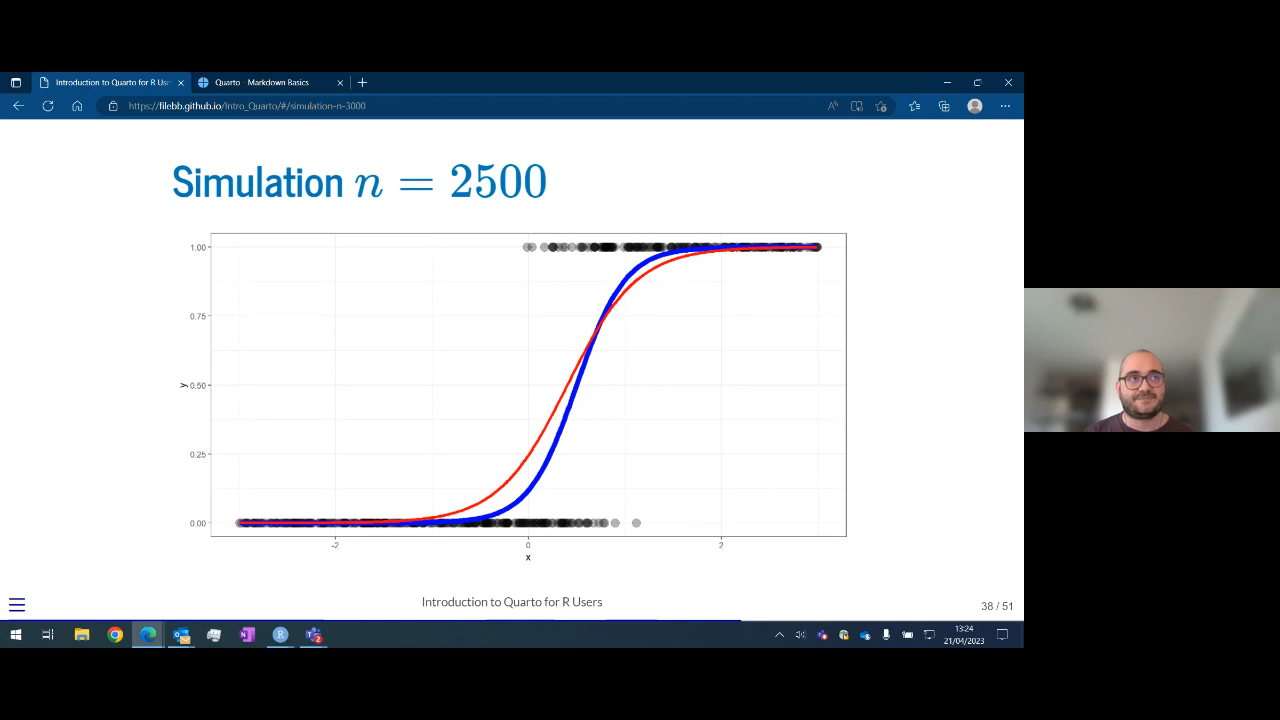 Introduction to Quarto for R Use
Quarto - Markdown Basics
https://filebb.github.io/Intro_Quarto/#/simulation-n-3000
Simulation n = 2500
1.00
0.75
y
0.50
0.25
0.00
-2
0
2
x
Introduction to Quarto for R Users
38 / 51
13:24
21/04/2023